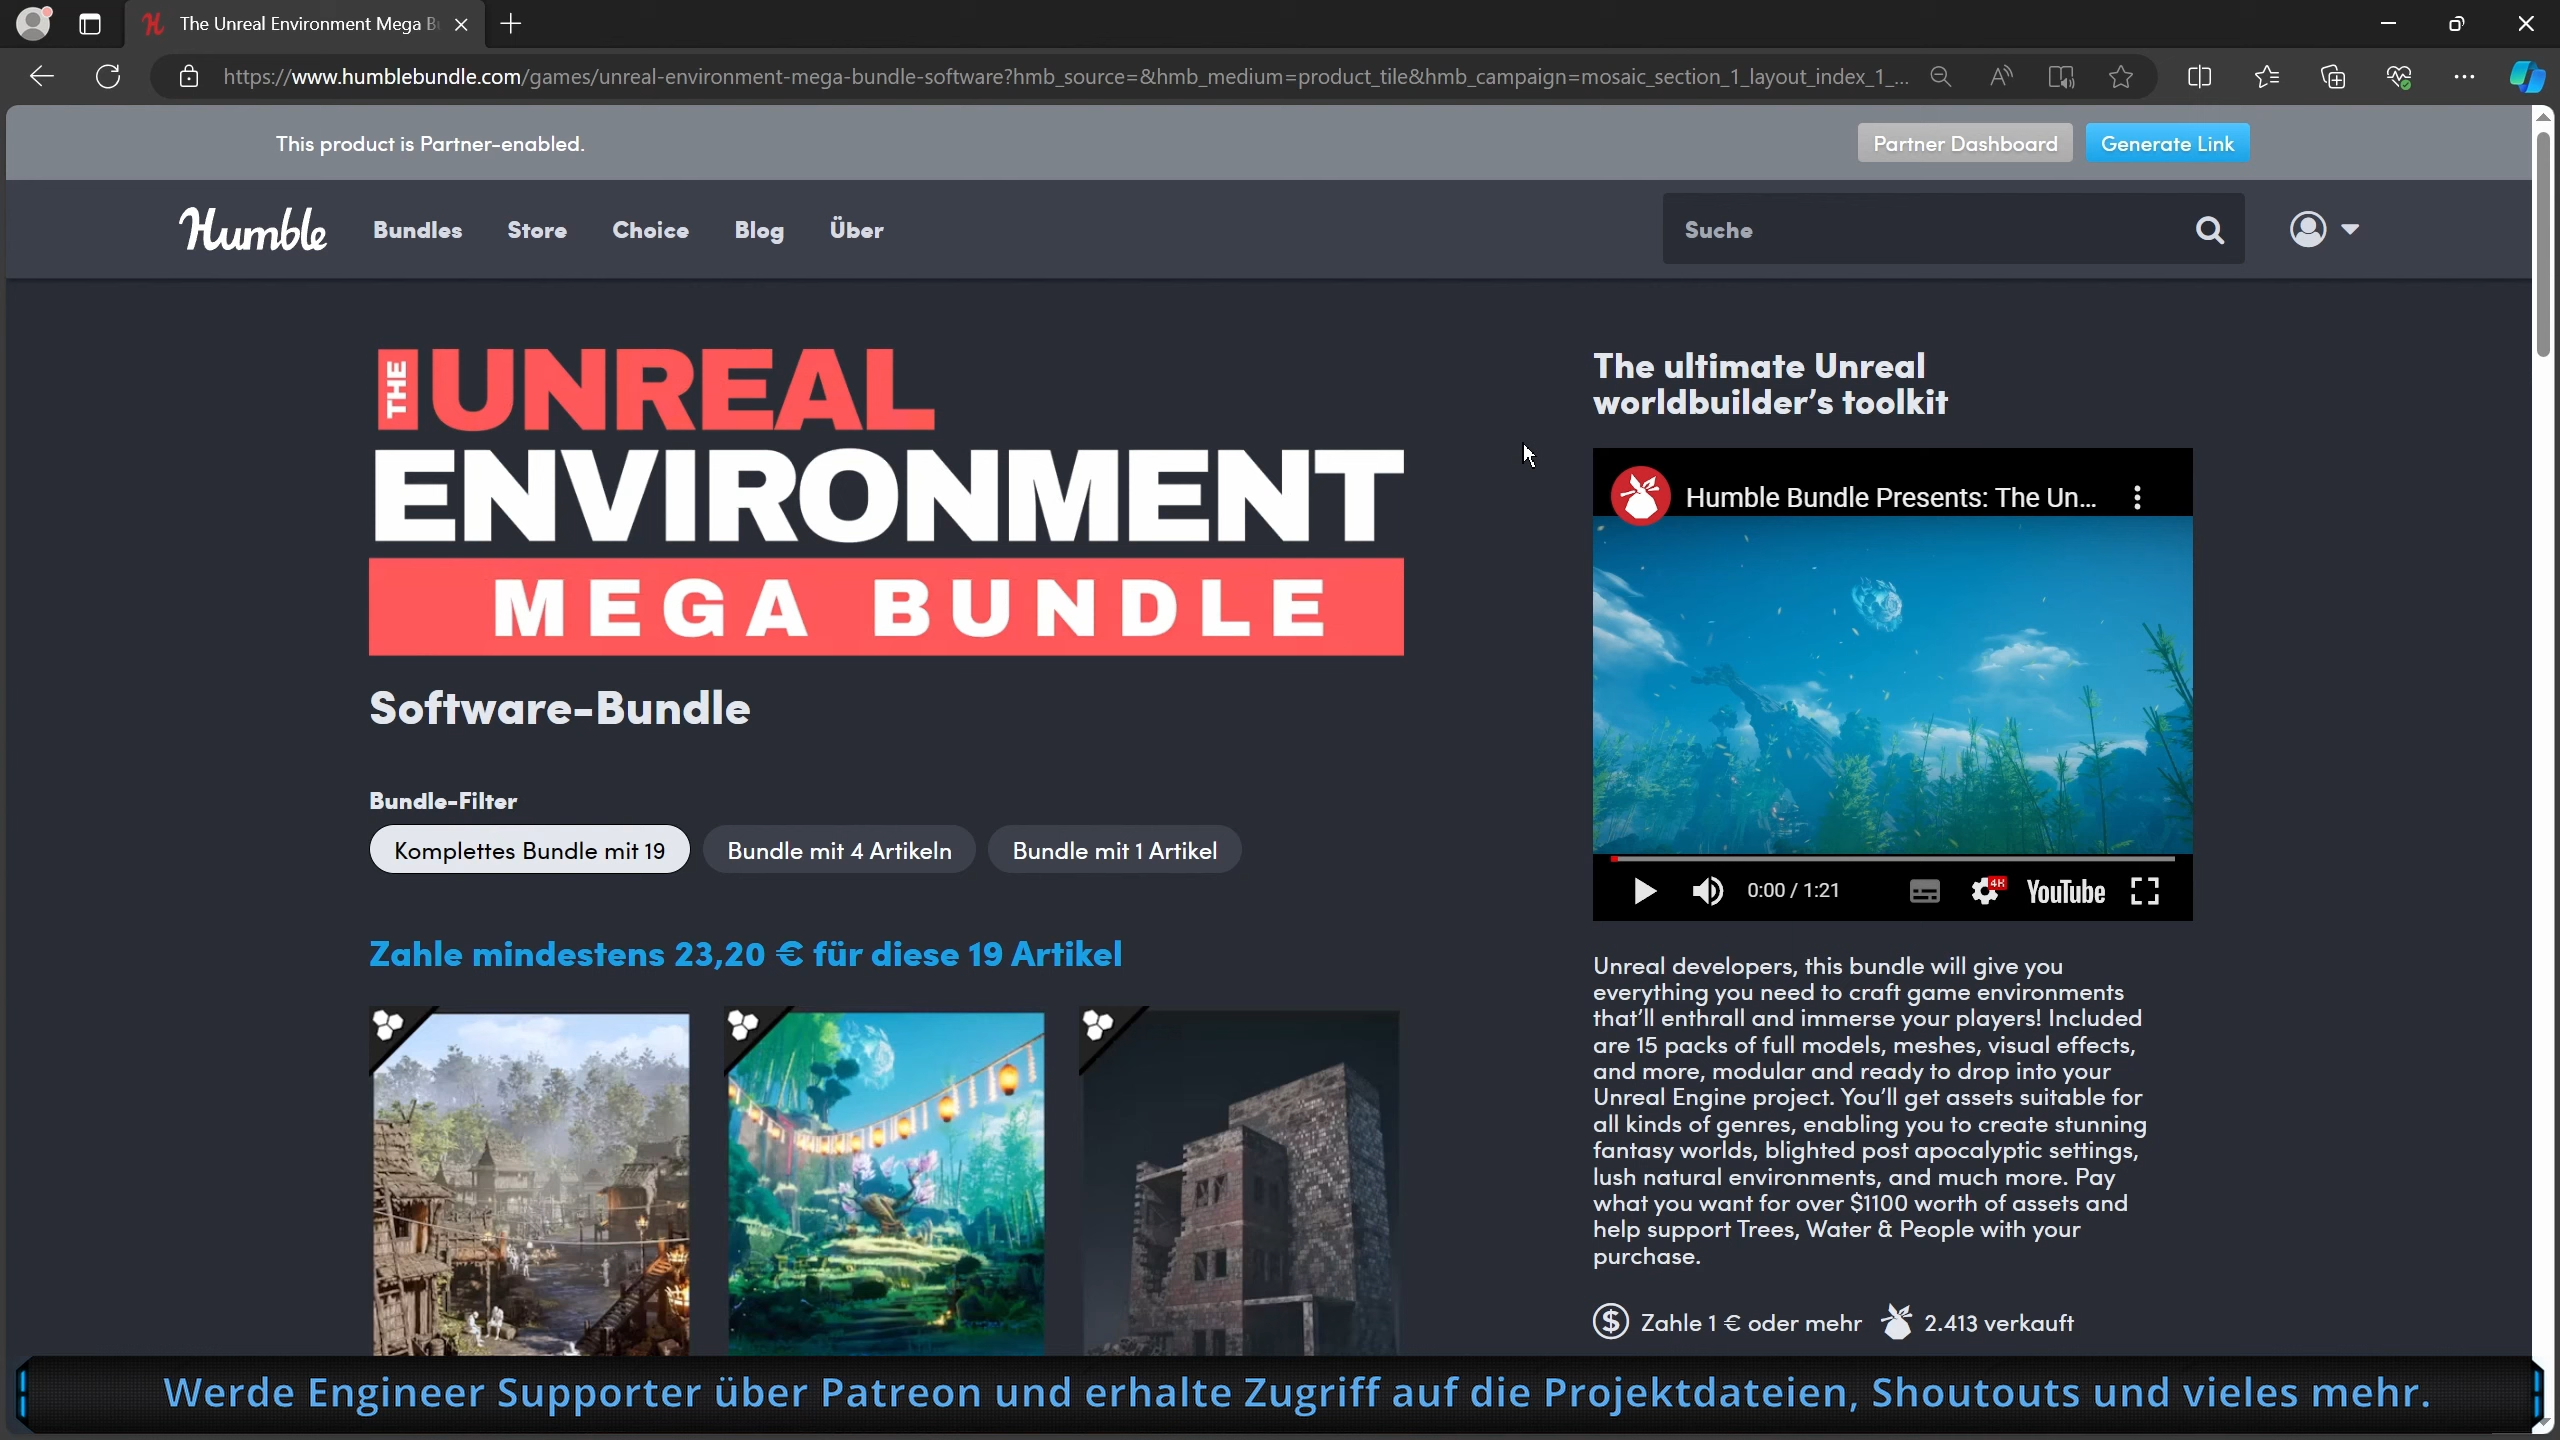 The Unreal Environment Mega B
https://www.humblebundle.com/games/unreal-environment-mega-bundle-software?hmb_source=&hmb_medium=product_tile&hmb_campaign=mosaic_section_1_layout_index_1_...
This product is Partner-enabled.
Partner Dashboard
Generate Link
Humble
Bundles
Store
Choice
Blog
Über
Suche
THE UNREAL
ENVIRONMENT
MEGA BUNDLE
Software-Bundle
Bundle-Filter
Komplettes Bundle mit 19
Bundle mit 4 Artikeln
Bundle mit 1 Artikel
Zahle mindestens 23,20 € für diese 19 Artikel
The ultimate Unreal
worldbuilder's toolkit
Humble Bundle Presents: The Un...
0:00 / 1:21
4K
YouTube
Unreal developers, this bundle will give you
everything you need to craft game environments
that'll enthrall and immerse your players! Included
are 15 packs of full models, meshes, visual effects,
and more, modular and ready to drop into your
Unreal Engine project. You'll get assets suitable for
all kinds of genres, enabling you to create stunning
fantasy worlds, blighted post apocalyptic settings,
lush natural environments, and much more. Pay
what you want for over $1100 worth of assets and
help support Trees, Water & People with your
purchase.
Zahle 1 € oder mehr
2.413 verkauft
Werde Engineer Supporter über Patreon und erhalte Zugriff auf die Projektdateien, Shoutouts und vieles mehr.